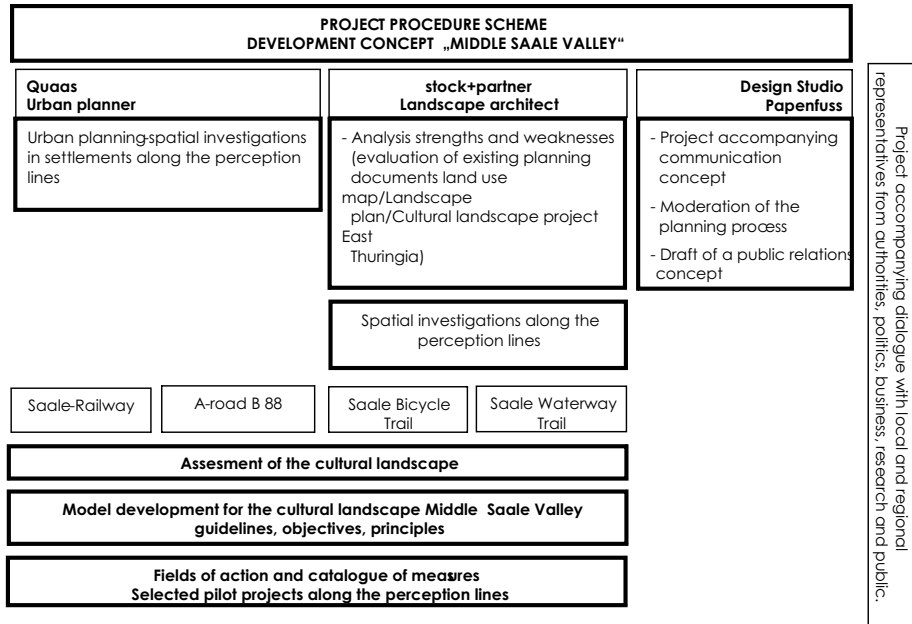 PROJECT PROCEDURE SCHEME
DEVELOPMENT CONCEPT „MIDDLE SAALE VALLEY“
Quaas
Urban planner
Urban planning-spatial investigations
in settlements along the perception
lines
stock+partner
Landscape architect
- Analysis strengths and weaknesses
(evaluation of existing planning
documents land use
map/Landscape
plan/Cultural landscape project
East
Thuringia)
Spatial investigations along the
perception lines
Design Studio
Papenfuss
- Project accompanying
communication
concept
- Moderation of the
planning process
- Draft of a public relations
concept
Saale-Railway
A-road B 88
Saale Bicycle
Trail
Saale Waterway
Trail
Assesment of the cultural landscape
Model development for the cultural landscape Middle Saale Valley
guidelines, objectives, principles
Fields of action and catalogue of measures
Selected pilot projects along the perception lines
Project accompanying dialogue with local and regional
representatives from authorities, politics, business, research and public.